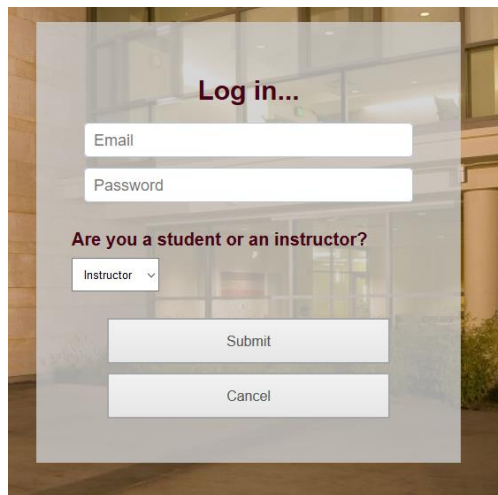 Log in...
Email
Password
Are you a student or an instructor?
Instructor
Submit
Cancel